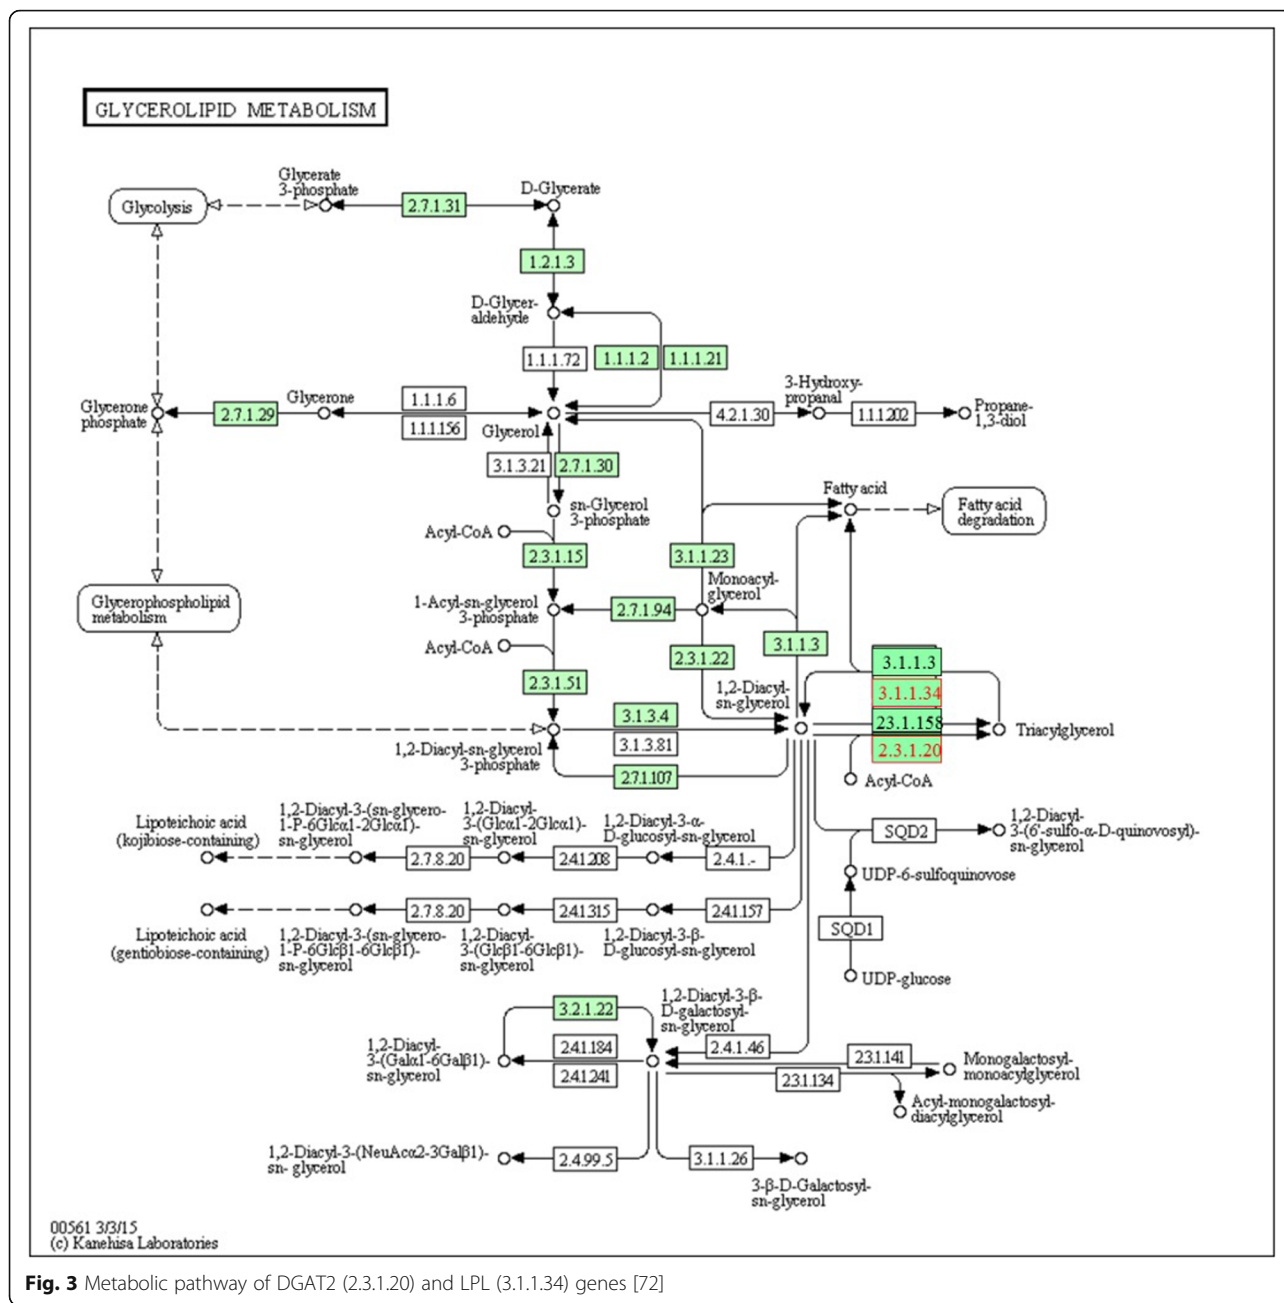 GLYCEROLIPID METABOLISM
Glycerate
3-phosphate
D-Glycerate
Glycolysis
2.7.1.31
1.2.1.3
D-Glycer-
aldehyde
1.1.1.72
1.1.1.2
1.1.1.21
3-Hydroxy-
propanal
Glycerone
phosphate
2.7.1.29
Glycerone
1.1.1.6
1.1.1.156
Glycerol
4.2.1.30
1.1.1.202
Propane-
1,3-diol
3.1.3.21
2.7.1.30
sn-Glycerol
3-phosphate
Fatty acid
Fatty acid
degradation
Acyl-CoA
2.3.1.15
3.1.1.23
Monoacyl-
glycerol
Glycerophospholipid
metabolism
1-Acyl-sn-glycerol
3-phosphate
2.7.1.94
Acyl-CoA
2.3.1.22
3.1.1.3
3.1.1.3
2.3.1.51
1,2-Diacyl-
sn-glycerol
3.1.1.34
3.1.3.4
23.1.158
3.1.3.81
Triacylglycerol
1,2-Diacyl-sn-glycerol
3-phosphate
2.3.1.20
2.7.1.107
Acyl-CoA
Lipoteichoic acid
(kojibiose-containing)
1,2-Diacyl-3-(sn-glycero-
1-P-6Glcα1-2Glcα1)-
sn-glycerol
1,2-Diacyl-
3-(Glcα1-2Glcα1)-
sn-glycerol
1,2-Diacyl-3-α-
D-glucosyl-sn-glycerol
SQD2
1,2-Diacyl-
3-(6'-sulfo-α-D-quinovosyl)-
sn-glycerol
2.7.8.20
2.4.1.208
2.4.1.-
UDP-6-sulfoquinovose
2.7.8.20
2.4.1.315
2.4.1.157
SQD1
Lipoteichoic acid
(gentiobiose-containing)
1,2-Diacyl-3-(sn-glycero-
1-P-6Glcβ1-6Glcβ1)-
sn-glycerol
1,2-Diacyl-
3-(Glcβ1-6Glcβ1)-
sn-glycerol
1,2-Diacyl-3-β-
D-glucosyl-sn-glycerol
UDP-glucose
3.2.1.22
1,2-Diacyl-3-β-
D-galactosyl-
sn-glycerol
1,2-Diacyl-
3-(Galα1-6Galβ1)-
sn-glycerol
2.4.1.184
2.4.1.241
2.4.1.46
2.3.1.141
2.3.1.134
Monogalactosyl-
monoacylglycerol
Acyl-monogalactosyl-
diacylglycerol
1,2-Diacyl-3-(NeuAcα2-3Galβ1)-
sn- glycerol
2.4.99.5
3.1.1.26
3-β-D-Galactosyl-
sn-glycerol
00561 3/3/15
(c) Kanehisa Laboratories
Fig. 3 Metabolic pathway of DGAT2 (2.3.1.20) and LPL (3.1.1.34) genes [72]